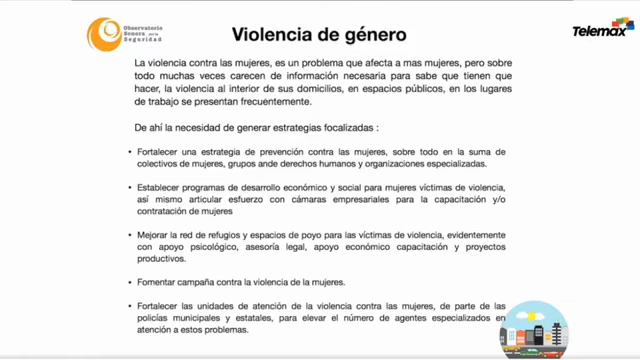 Observatorio
Sonora por la
Seguridad
Violencia de género
Telemax
La violencia contra las mujeres, es un problema que afecta a mas mujeres, pero sobre
todo muchas veces carecen de información necesaria para sabe que tienen que
hacer, la violencia al interior de sus domicilios, en espacios públicos, en los lugares
de trabajo se presentan frecuentemente.
De ahí la necesidad de generar estrategias focalizadas :
• Fortalecer una estrategia de prevención contra las mujeres, sobre todo en la suma de
colectivos de mujeres, grupos ande derechos humanos y organizaciones especializadas.
• Establecer programas de desarrollo económico y social para mujeres víctimas de violencia,
así mismo articular esfuerzo con cámaras empresariales para la capacitación y/o
contratación de mujeres
• Mejorar la red de refugios y espacios de poyo para las víctimas de violencia, evidentemente
con apoyo psicológico, asesoría legal, apoyo económico capacitación y proyectos
productivos.
• Fomentar campaña contra la violencia de la mujeres.
• Fortalecer las unidades de atención de la violencia contra las mujeres, de parte de las
policías municipales y estatales, para elevar el número de agentes especializados en
atención a estos problemas.